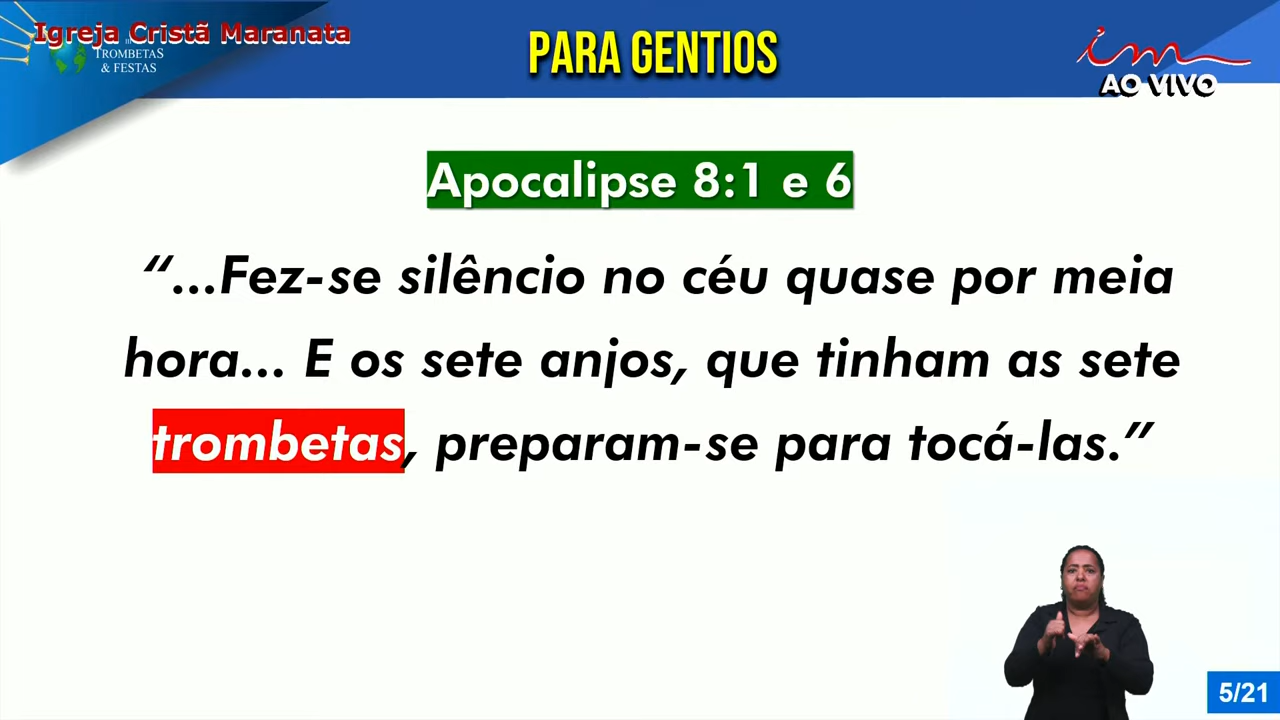 Igreja Cristã Maranata
TROMBETAS
& FESTAS
PARA GENTIOS
AO VIVO
Apocalipse 8:1 e 6
“...Fez-se silêncio no céu quase por meia
hora... E os sete anjos, que tinham as sete
trombetas, preparam-se para tocá-las.”
5/21